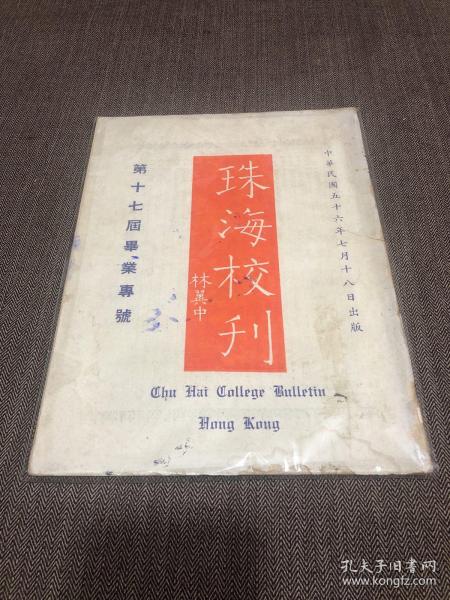 中華民國五十六年七月十八日出版
珠海校刊
林翼中
第十七屆畢業專號
Chu Hai College Bulletin
Hong Kong
孔夫子旧书网
www.kongfz.com